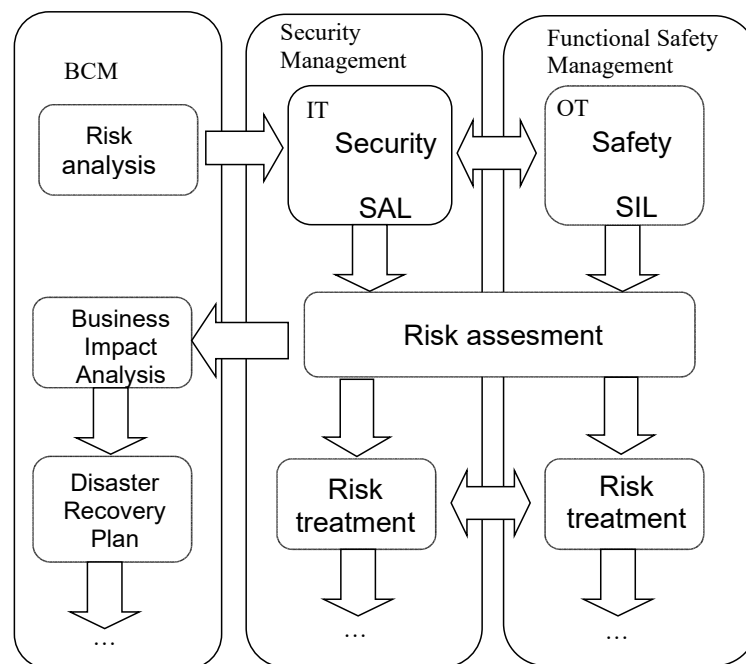 BCM
Risk
analysis
Business
Impact
Analysis
Disaster
Recovery
Plan
…
Security
Management
IT
Security
SAL
Functional Safety
Management
OT
Safety
SIL
Risk assesment
Risk
treatment
…
Risk
treatment
…